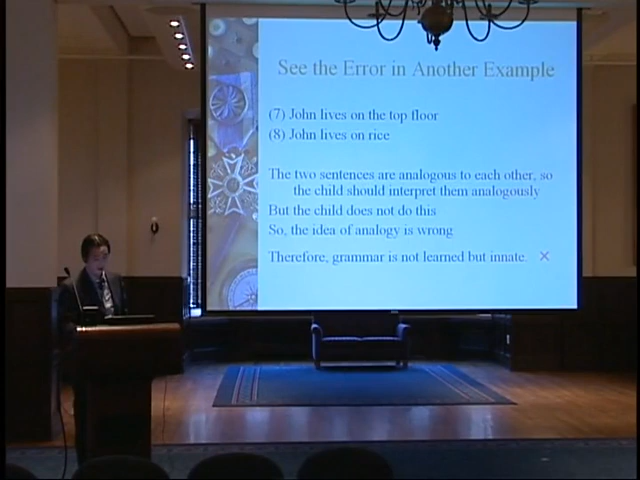 See the Error in Another Example
(7) John lives on the top floor
(8) John lives on rice
The two sentences are analogous to each other, so
the child should interpret them analogously
But the child does not do this
So, the idea of analogy is wrong
Therefore, grammar is not learned but innate. ×